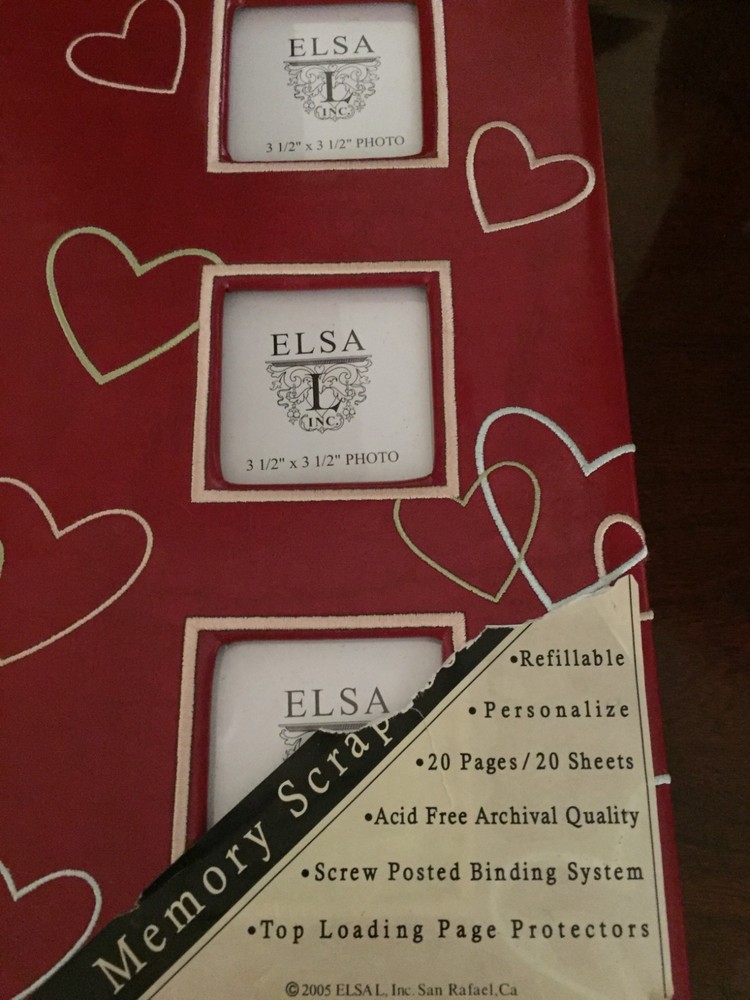 ELSA
L
INC.
3 1/2" x 3 1/2" PHOTO
ELSA
L
INC.
3 1/2" x 3 1/2" PHOTO
ELSA
Memory Scrap
•Refillable
•Personalize
•20 Pages/20 Sheets
•Acid Free Archival Quality
•Screw Posted Binding System
•Top Loading Page Protectors
©2005 ELSA L, Inc. San Rafael,Ca